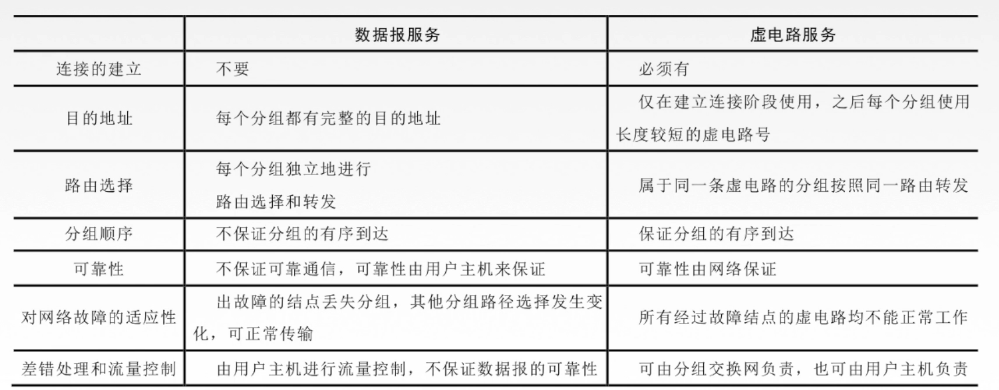 数据报服务 虚电路服务
连接的建立 不要 必须有
目的地址 每个分组都有完整的目的地址 仅在建立连接阶段使用，之后每个分组使用
长度较短的虚电路号
路由选择 每个分组独立地进行
路由选择和转发 属于同一条虚电路的分组按照同一路由转发
分组顺序 不保证分组的有序到达 保证分组的有序到达
可靠性 不保证可靠通信，可靠性由用户主机来保证 可靠性由网络保证
对网络故障的适应性 出故障的结点丢失分组，其他分组路径选择发生变
化，可正常传输 所有经过故障结点的虚电路均不能正常工作
差错处理和流量控制 由用户主机进行流量控制，不保证数据报的可靠性 可由分组交换网负责，也可由用户主机负责